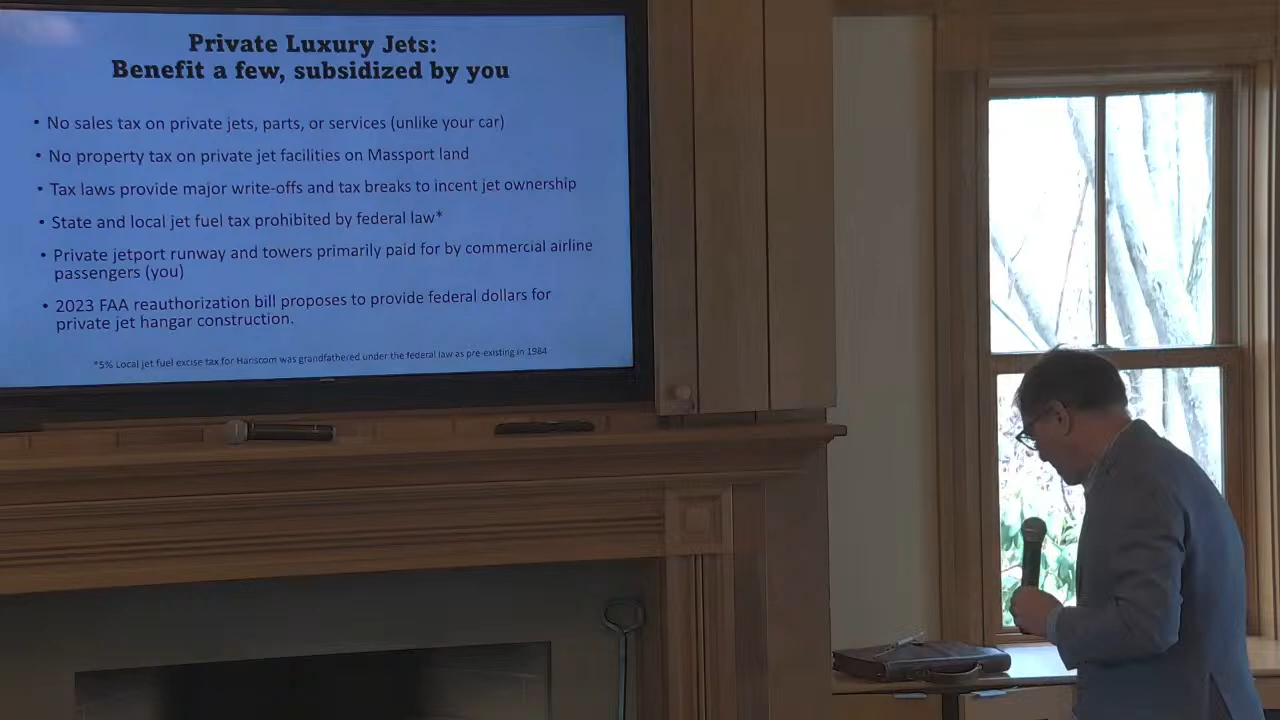 Private Luxury Jets:
Benefit a few, subsidized by you
• No sales tax on private jets, parts, or services (unlike your car)
• No property tax on private jet facilities on Massport land
• Tax laws provide major write-offs and tax breaks to incent jet ownership
• State and local jet fuel tax prohibited by federal law*
• Private jetport runway and towers primarily paid for by commercial airline
passengers (you)
• 2023 FAA reauthorization bill proposes to provide federal dollars for
private jet hangar construction.
*5% Local jet fuel excise tax for Hanscom was grandfathered under the federal law as pre-existing in 1984